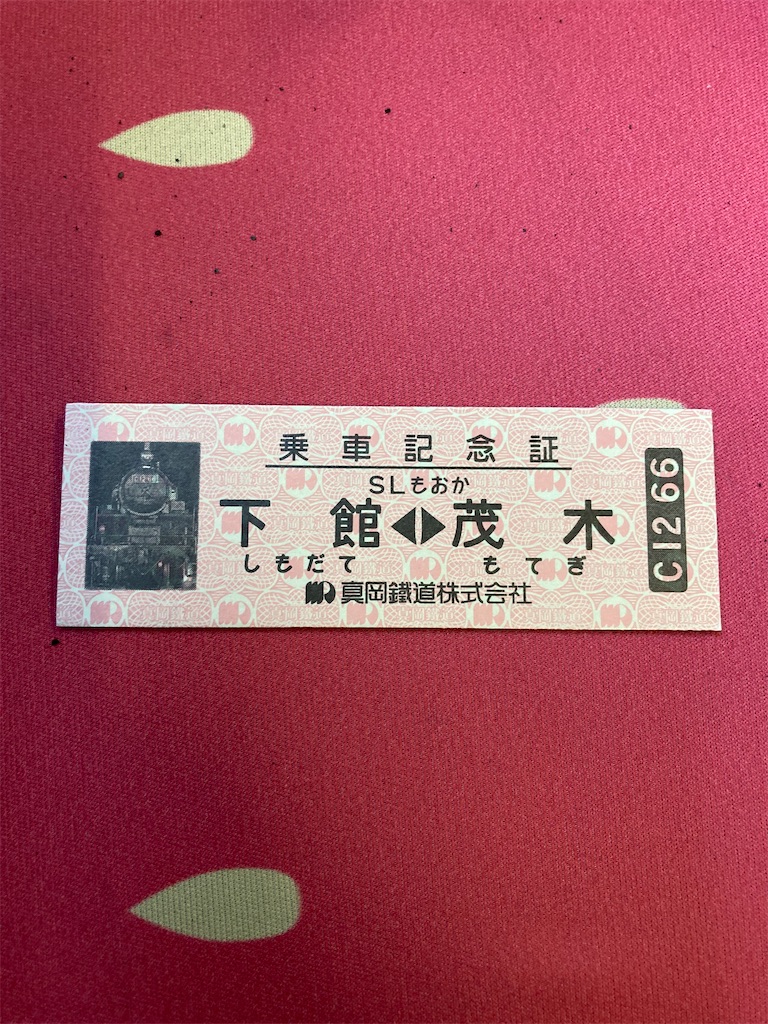 乗車記念証
SLもおか
下館◀▶茂木
しもだて もてぎ
真岡鐵道株式会社
C12 66